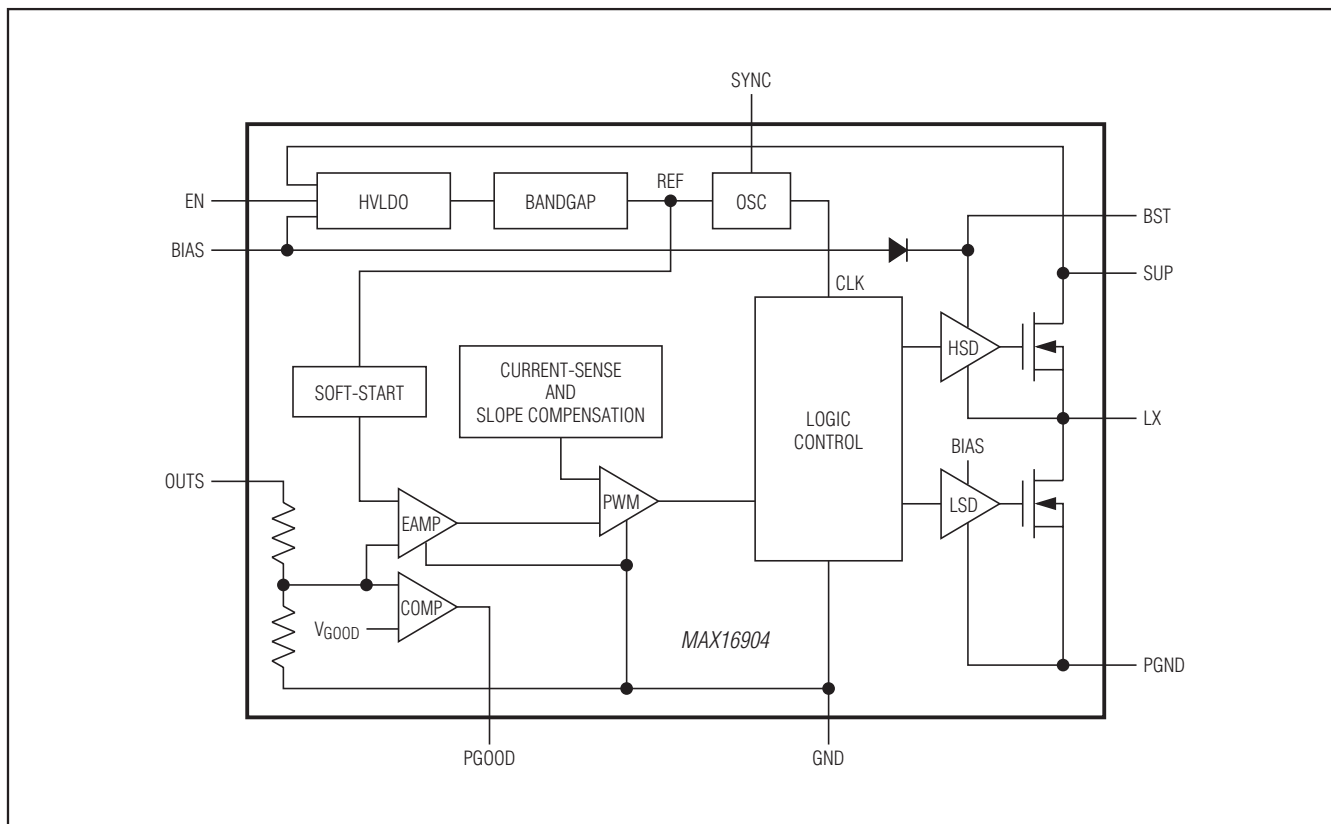 SYNC
REF
EN
HVLDO
BANDGAP
OSC
BST
BIAS
SUP
CLK
HSD
CURRENT-SENSE
AND
SLOPE COMPENSATION
SOFT-START
LOGIC
CONTROL
LX
BIAS
OUTS
PWM
LSD
EAMP
COMP
VGOOD
MAX16904
PGND
PGOOD
GND